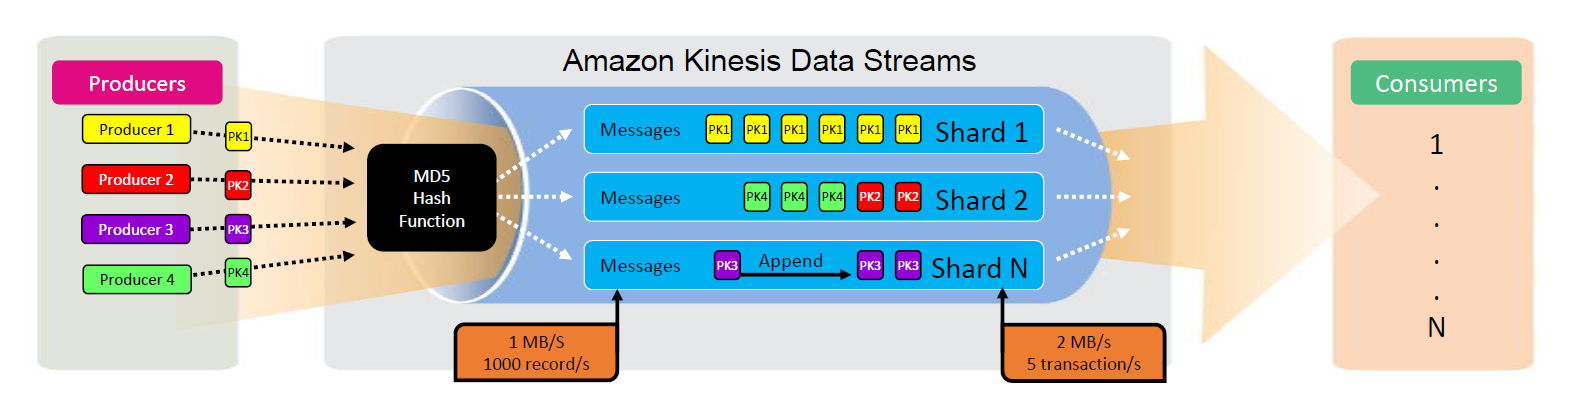 Amazon Kinesis Data Streams
Producers
Producer 1
PK1
Producer 2
PK2
Producer 3
PK3
Producer 4
PK4
MD5
Hash
Function
Messages PK1 PK1 PK1 PK1 PK1 PK1 Shard 1
Messages PK4 PK4 PK4 PK2 PK2 Shard 2
Messages PK3 Append PK3 PK3 Shard N
1 MB/S
1000 record/s
2 MB/s
5 transaction/s
Consumers
1
.
.
.
.
N